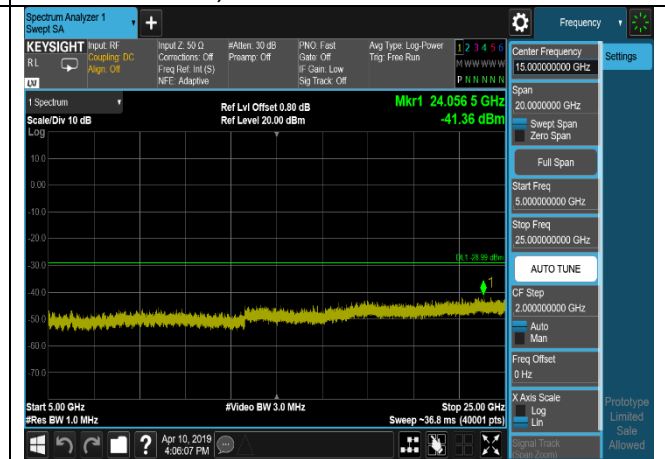 Spectrum Analyzer 1
Swept SA
+
Frequency
KEYSIGHT
RL
LXI
Input: RF
Coupling: DC
Align: Off
Input Z: 50 Ω
Corrections: Off
Freq Ref: Int (S)
NFE: Adaptive
#Atten: 30 dB
Preamp: Off
PNO: Fast
Gate: Off
IF Gain: Low
Sig Track: Off
Avg Type: Log-Power
Trig: Free Run
1 2 3 4 5 6
M W W W W W
P N N N N N
Center Frequency
15.000000000 GHz
Settings
Span
20.0000000 GHz
Swept Span
Zero Span
Full Span
Start Freq
5.000000000 GHz
Stop Freq
25.000000000 GHz
AUTO TUNE
CF Step
2.000000000 GHz
Auto
Man
Freq Offset
0 Hz
X Axis Scale
Log
Lin
Signal Track
(Span Zoom)
Prototype
Limited
Sale
Allowed
1 Spectrum
Scale/Div 10 dB
Log
Ref Lvl Offset 0.80 dB
Ref Level 20.00 dBm
Mkr1 24.056 5 GHz
-41.36 dBm
10.0
0.00
-10.0
-20.0
-30.0
-40.0
-50.0
-60.0
-70.0
DL1 -28.99 dBm
1
Start 5.00 GHz
#Res BW 1.0 MHz
#Video BW 3.0 MHz
Stop 25.00 GHz
Sweep ~36.8 ms (40001 pts)
?
Apr 10, 2019
4:06:07 PM